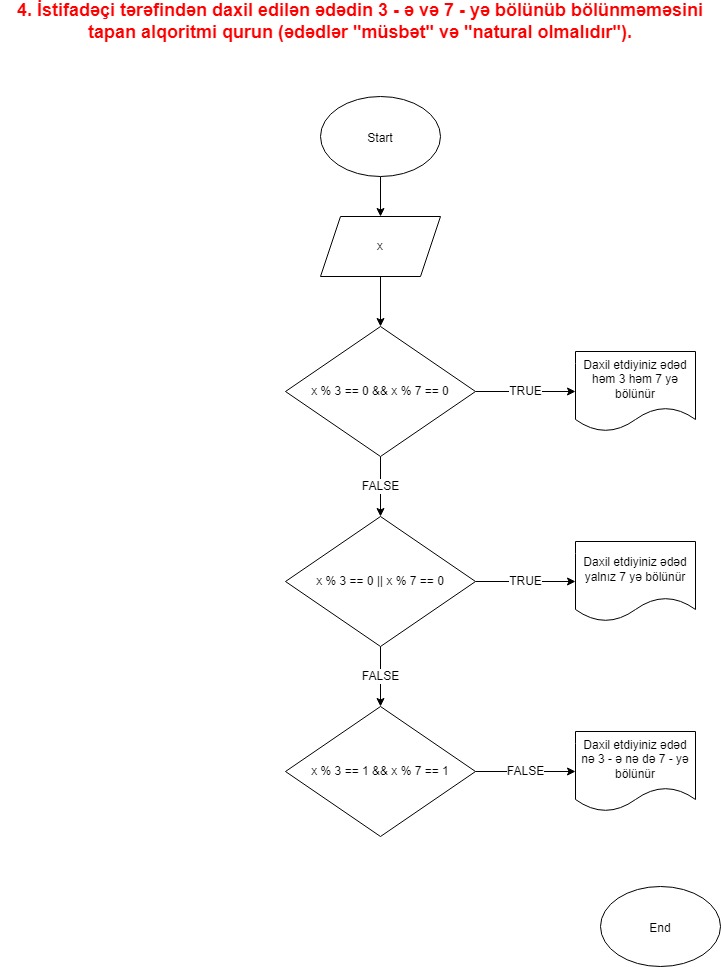 4. İstifadəçi tərəfindən daxil edilən ədədin 3 - ə və 7 - yə bölünüb bölünməməsini
tapan alqoritmi qurun (ədədlər "müsbət" və "natural olmalıdır").
Start
x
x % 3 == 0 && x % 7 == 0
TRUE
Daxil etdiyiniz ədəd
həm 3 həm 7 yə
bölünür
FALSE
x % 3 == 0 || x % 7 == 0
TRUE
Daxil etdiyiniz ədəd
yalnız 7 yə bölünür
FALSE
x % 3 == 1 && x % 7 == 1
FALSE
Daxil etdiyiniz ədəd
nə 3 - ə nə də 7 - yə
bölünür
End